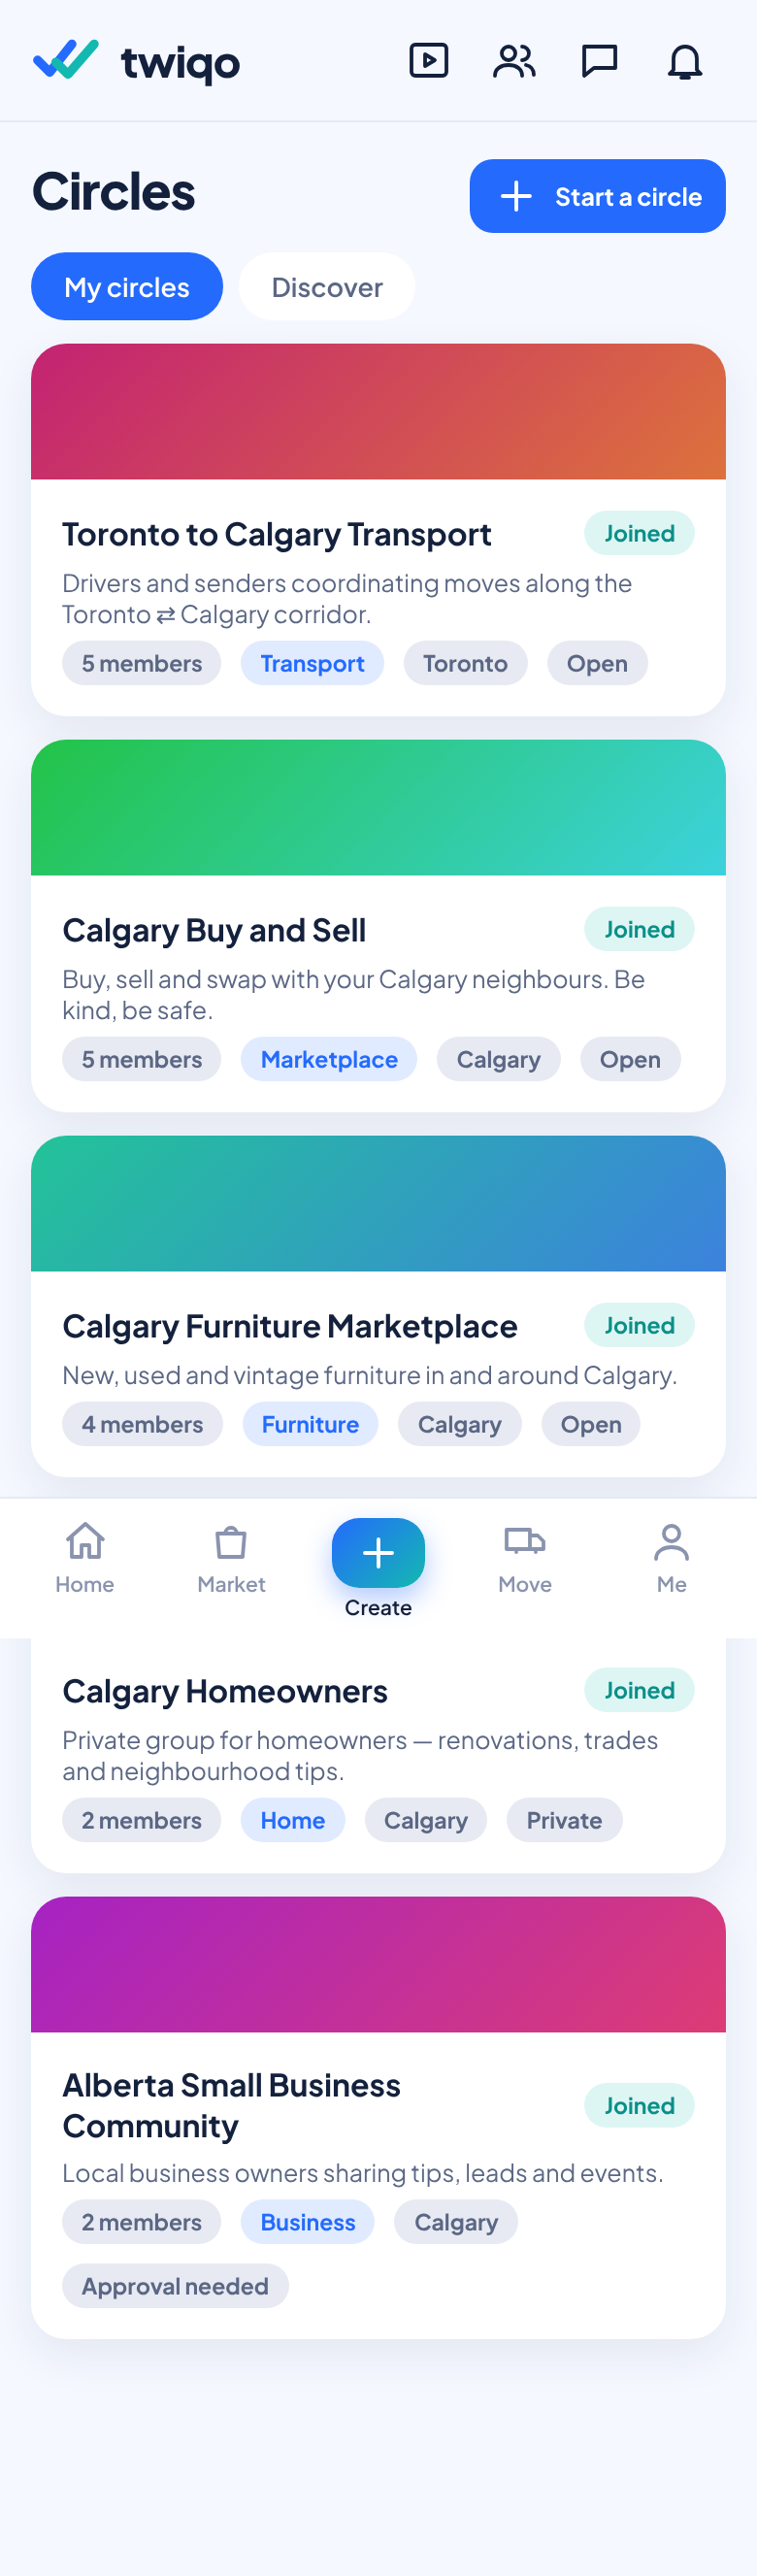 twiqo
Circles
Start a circle
My circles
Discover
Toronto to Calgary Transport
Joined
Drivers and senders coordinating moves along the
Toronto ⇄ Calgary corridor.
5 members
Transport
Toronto
Open
Calgary Buy and Sell
Joined
Buy, sell and swap with your Calgary neighbours. Be
kind, be safe.
5 members
Marketplace
Calgary
Open
Calgary Furniture Marketplace
Joined
New, used and vintage furniture in and around Calgary.
4 members
Furniture
Calgary
Open
Home
Market
Create
Move
Me
Calgary Homeowners
Joined
Private group for homeowners — renovations, trades
and neighbourhood tips.
2 members
Home
Calgary
Private
Alberta Small Business
Community
Joined
Local business owners sharing tips, leads and events.
2 members
Business
Calgary
Approval needed